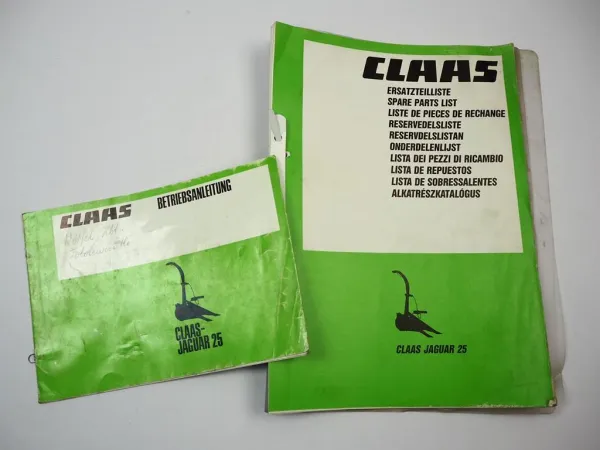 CLAAS
BETRIEBSANLEITUNG
CLAAS-
JAGUAR 25
CLAAS
ERSATZTEILLISTE
SPARE PARTS LIST
LISTE DE PIECES DE RECHANGE
RESERVEDELSLISTE
RESERVDELSLISTAN
ONDERDELENLIJST
LISTA DEI PEZZI DI RICAMBIO
LISTA DE REPUESTOS
LISTA DE SOBRESSALENTES
ALKATRÉSZKATALÓGUS
CLAAS JAGUAR 25